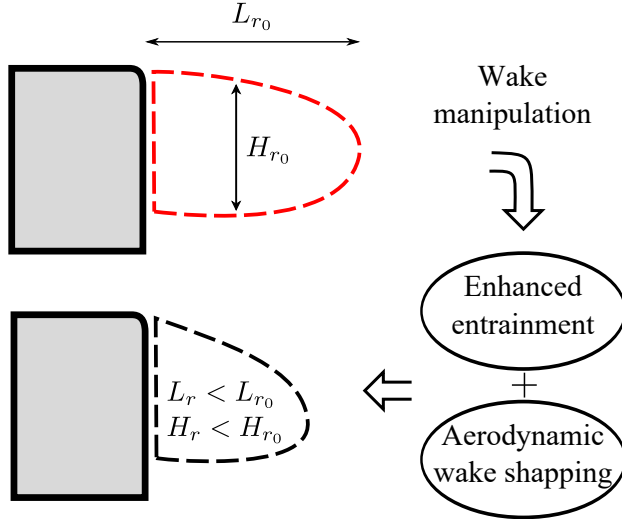 L_{r_0}
Wake
manipulation
H_{r_0}
Enhanced
entrainment
+
L_r < L_{r_0}
H_r < H_{r_0}
Aerodynamic
wake shapping